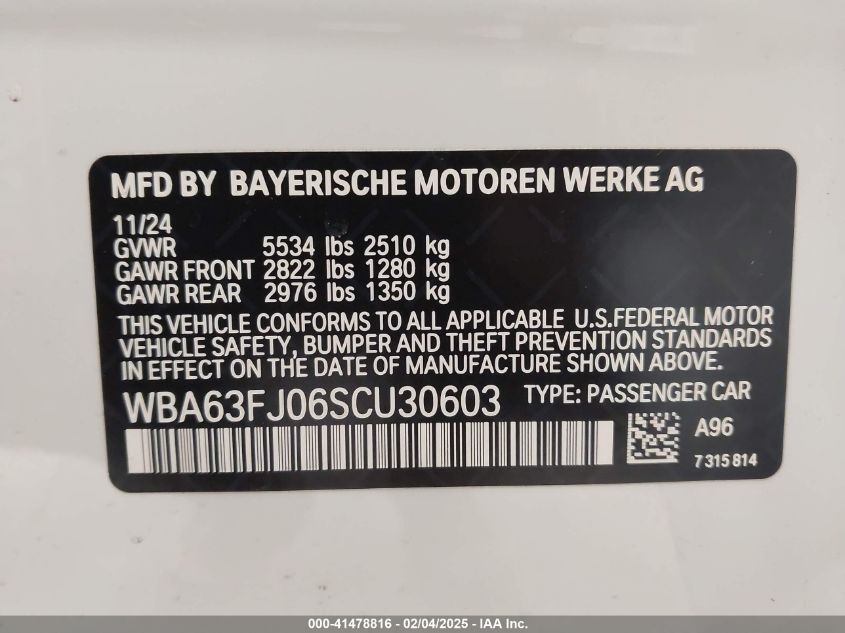 MFD BY BAYERISCHE MOTOREN WERKE AG
11/24
GVWR 5534 lbs 2510 kg
GAWR FRONT 2822 lbs 1280 kg
GAWR REAR 2976 lbs 1350 kg
THIS VEHICLE CONFORMS TO ALL APPLICABLE U.S.FEDERAL MOTOR
VEHICLE SAFETY, BUMPER AND THEFT PREVENTION STANDARDS
IN EFFECT ON THE DATE OF MANUFACTURE SHOWN ABOVE.
WBA63FJ06SCU30603 TYPE: PASSENGER CAR
A96
7 315 814
000-41478816 - 02/04/2025 - IAA Inc.